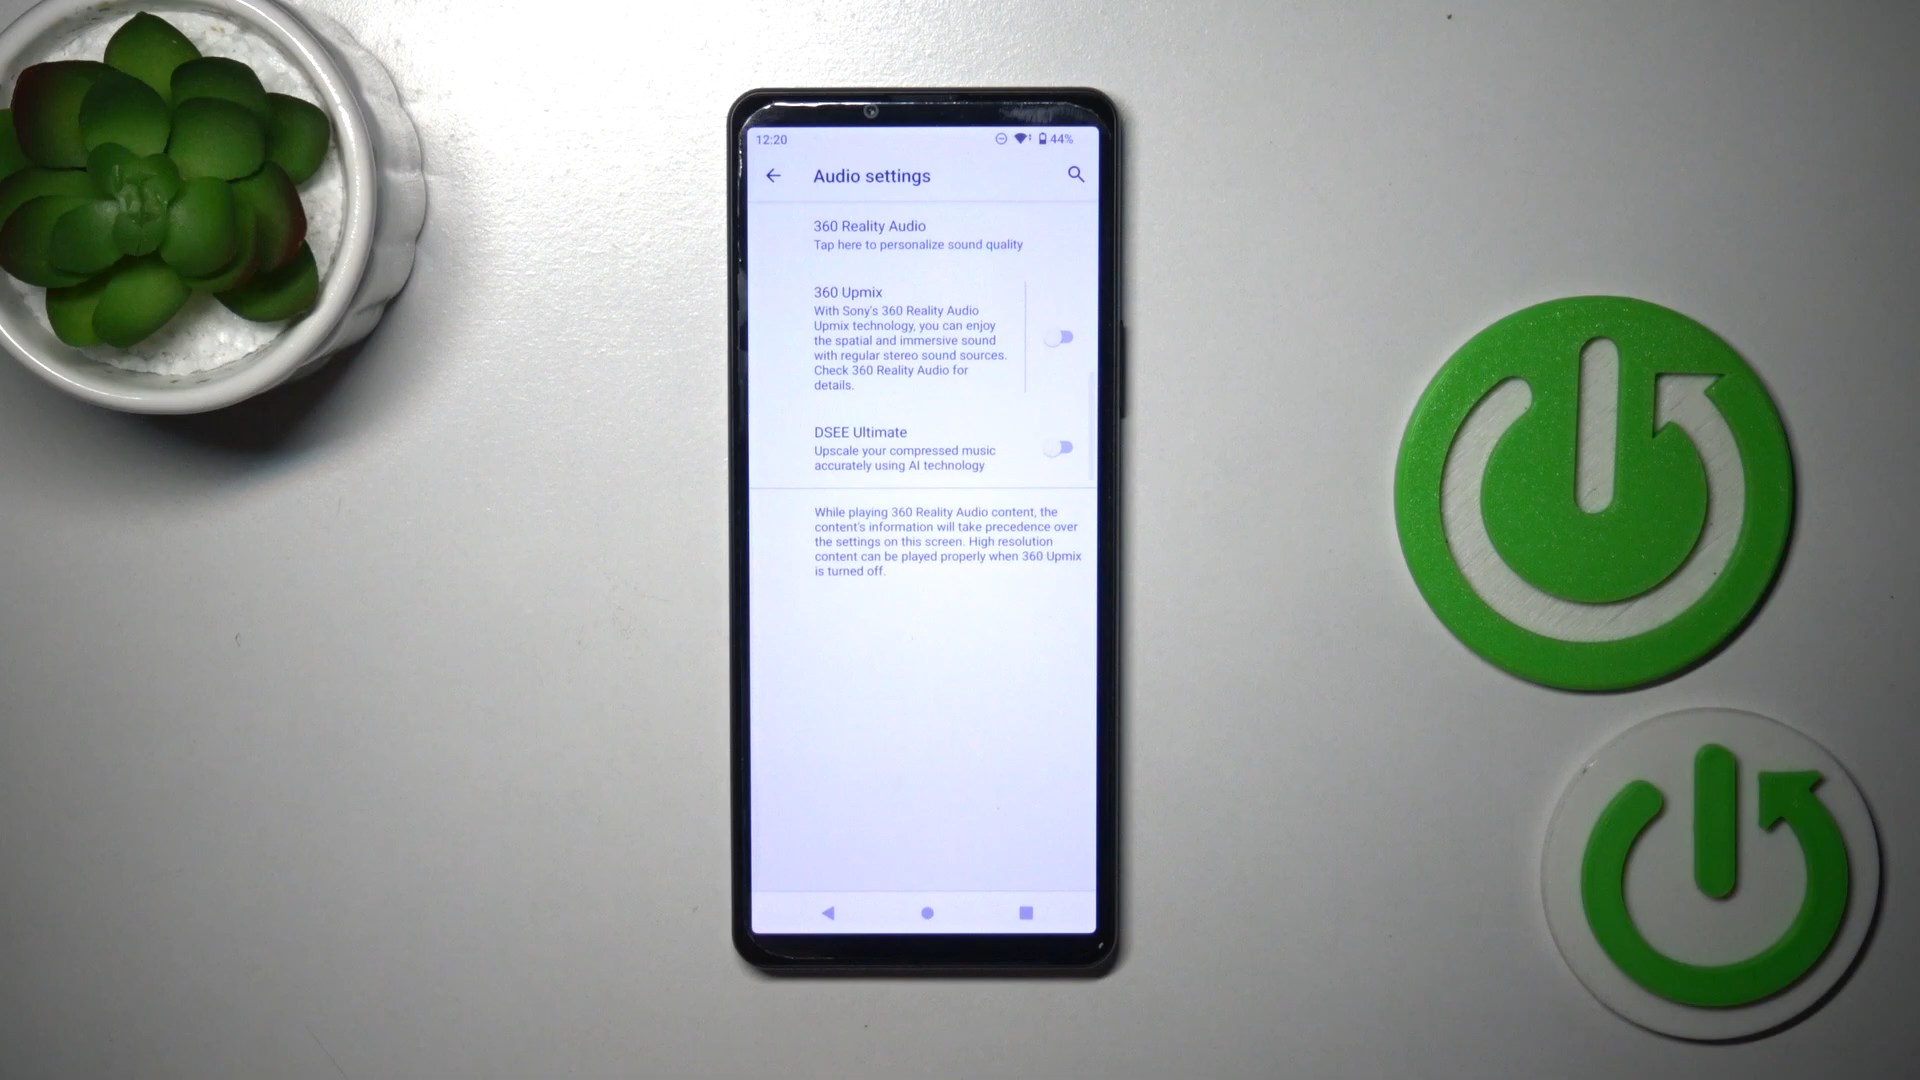 12:20
44%
Audio settings
360 Reality Audio
Tap here to personalize sound quality
360 Upmix
With Sony's 360 Reality Audio
Upmix technology, you can enjoy
the spatial and immersive sound
with regular stereo sound sources.
Check 360 Reality Audio for
details.
DSEE Ultimate
Upscale your compressed music
accurately using AI technology
While playing 360 Reality Audio content, the
content's information will take precedence over
the settings on this screen. High resolution
content can be played properly when 360 Upmix
is turned off.